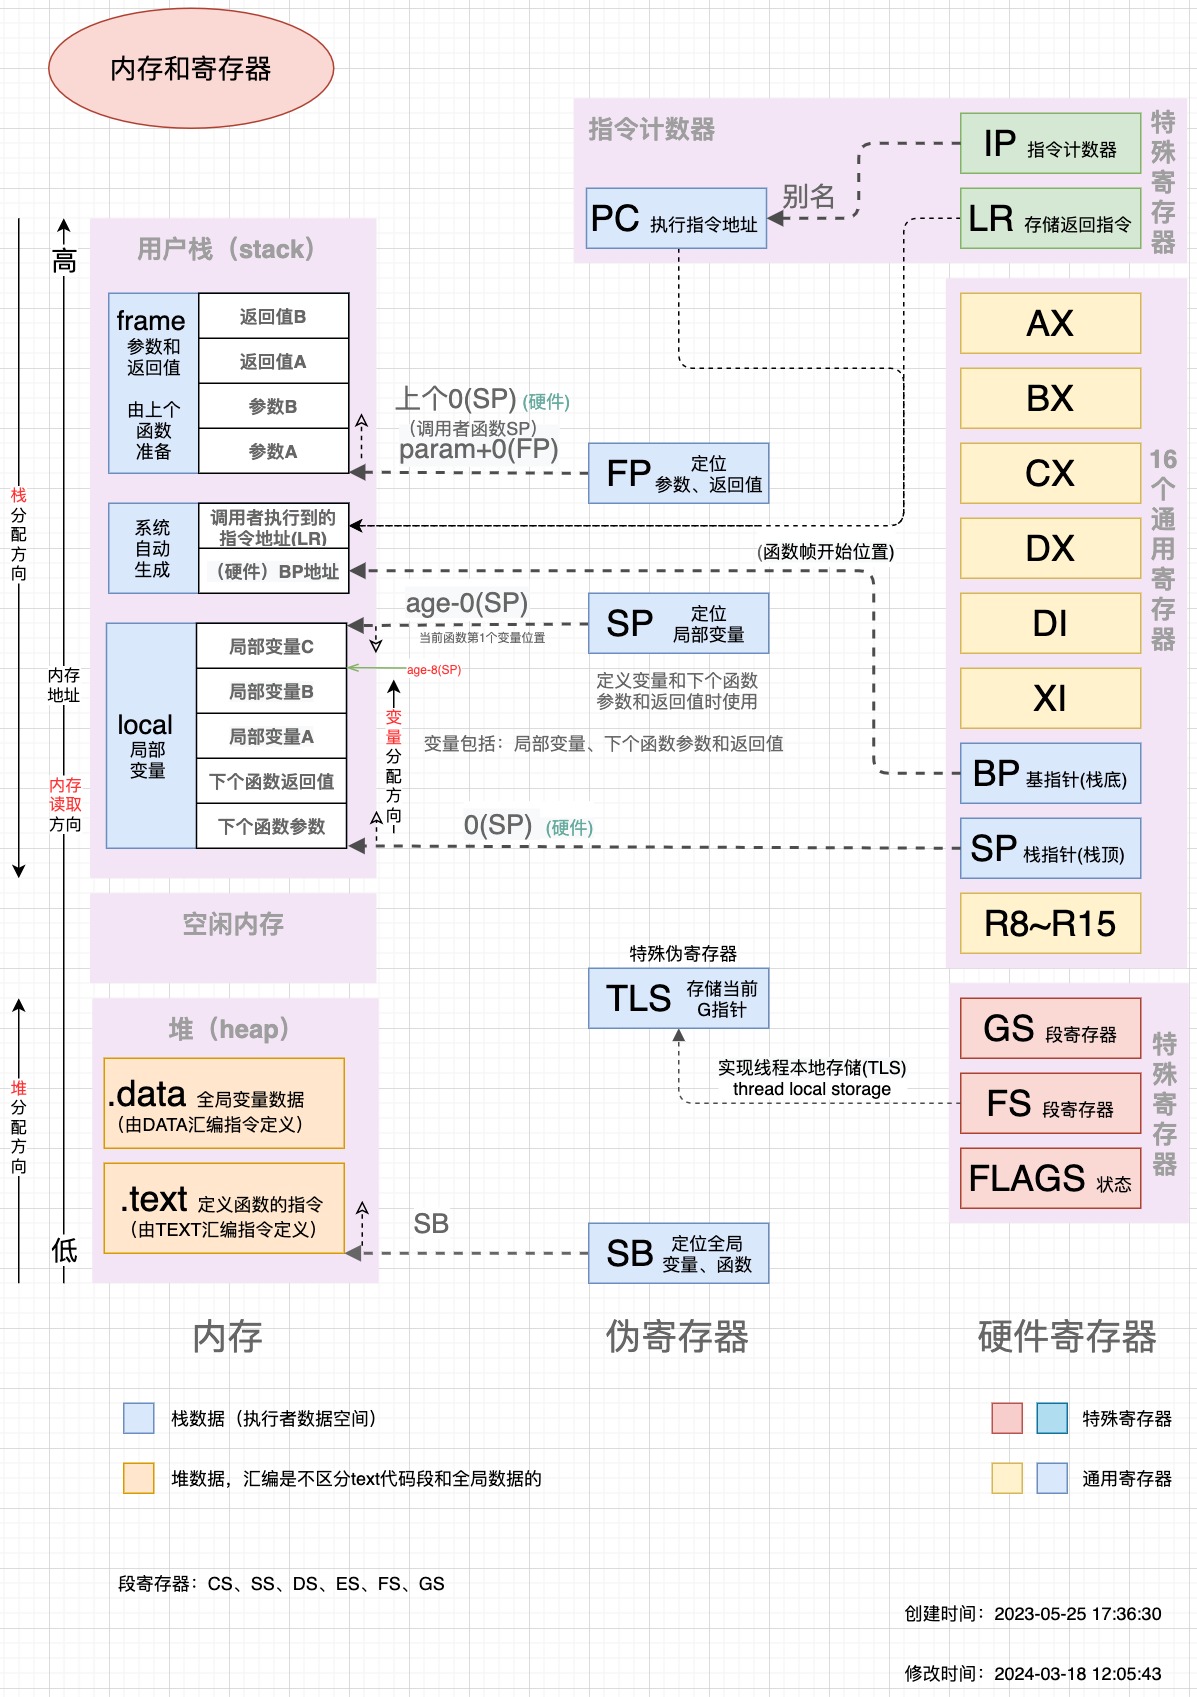 内存和寄存器
指令计数器
IP 指令计数器
别名
PC 执行指令地址
LR 存储返回指令
特殊寄存器
高
用户栈（stack）
frame
参数和
返回值
由上个
函数
准备
返回值B
返回值A
参数B
参数A
上个0(SP) (硬件)
（调用者函数SP）
param+0(FP)
FP 定位
参数、返回值
系统
自动
生成
调用者执行到的
指令地址(LR)
（硬件）BP地址
(函数帧开始位置)
栈分配方向
age-0(SP)
当前函数第1个变量位置
SP 定位
局部变量
age-8(SP)
定义变量和下个函数
参数和返回值时使用
变量包括：局部变量、下个函数参数和返回值
变量分配方向
local
局部
变量
局部变量C
局部变量B
局部变量A
下个函数返回值
下个函数参数
0(SP) (硬件)
内存
地址
内存
读取
方向
AX
BX
CX
DX
DI
XI
BP 基指针(栈底)
SP 栈指针(栈顶)
R8~R15
16个通用寄存器
空闲内存
特殊伪寄存器
TLS 存储当前
G指针
实现线程本地存储(TLS)
thread local storage
GS 段寄存器
FS 段寄存器
FLAGS 状态
特殊寄存器
堆（heap）
.data 全局变量数据
（由DATA汇编指令定义）
.text 定义函数的指令
（由TEXT汇编指令定义）
堆分配方向
低
SB
SB 定位全局
变量、函数
内存
伪寄存器
硬件寄存器
栈数据（执行者数据空间）
特殊寄存器
堆数据，汇编是不区分text代码段和全局数据的
通用寄存器
段寄存器：CS、SS、DS、ES、FS、GS
创建时间：2023-05-25 17:36:30
修改时间：2024-03-18 12:05:43